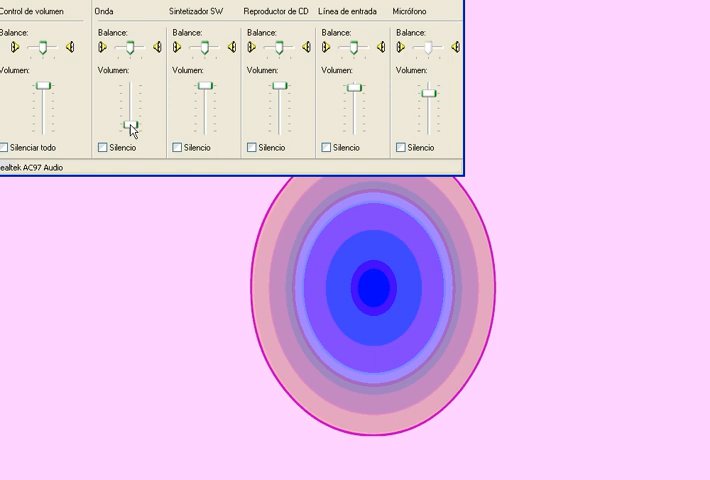 Control de volumen Onda Sintetizador SW Reproductor de CD Línea de entrada Micrófono
Balance: Balance: Balance: Balance: Balance: Balance:
Volumen: Volumen: Volumen: Volumen: Volumen: Volumen:
Silenciar todo Silencio Silencio Silencio Silencio Silencio
ealtek AC97 Audio